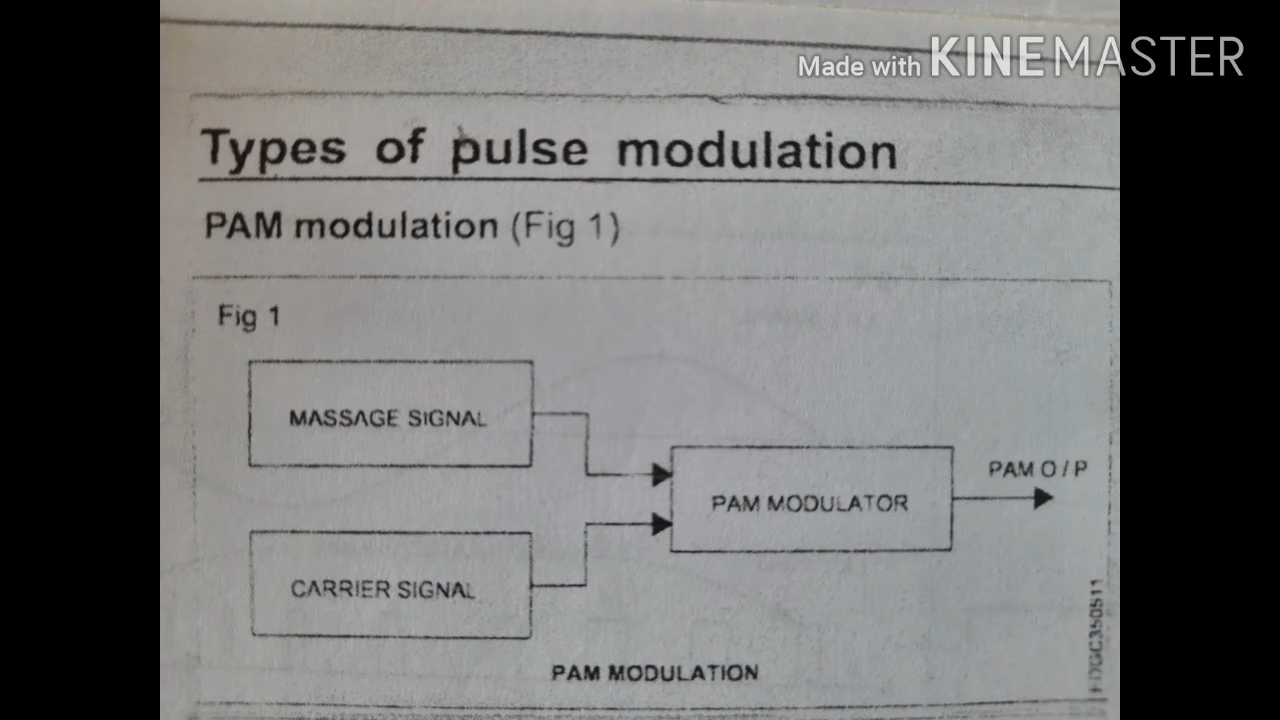 Made with KINEMASTER
Types of pulse modulation
PAM modulation (Fig 1)
Fig 1
MASSAGE SIGNAL
PAM O / P
PAM MODULATOR
CARRIER SIGNAL
PAM MODULATION